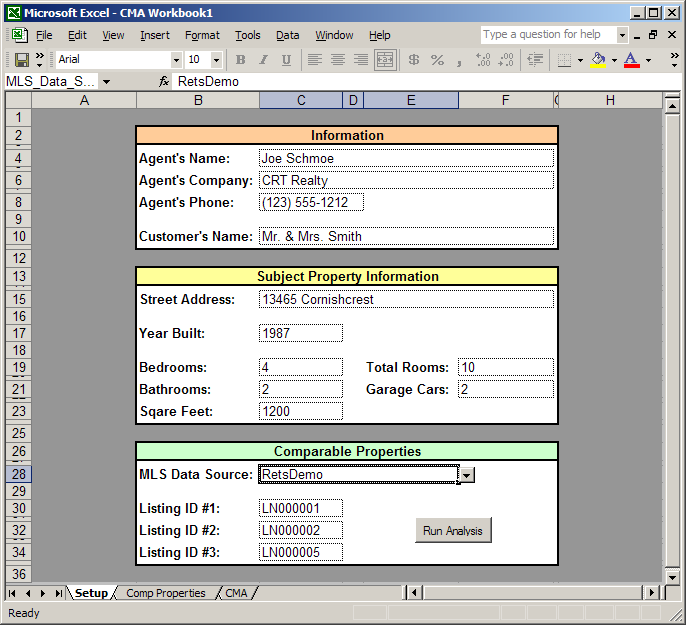 Microsoft Excel - CMA Workbook1
File Edit View Insert Format Tools Data Window Help Type a question for help
Arial 10 B I U $ % ,
MLS_Data_S... fx RetsDemo
A B C D E F G H
1
2 Information
4 Agent's Name: Joe Schmoe
6 Agent's Company: CRT Realty
8 Agent's Phone: (123) 555-1212
9
10 Customer's Name: Mr. & Mrs. Smith
12
13 Subject Property Information
15 Street Address: 13465 Cornishcrest
16
17 Year Built: 1987
18
19 Bedrooms: 4 Total Rooms: 10
21 Bathrooms: 2 Garage Cars: 2
23 Sqare Feet: 1200
25
26 Comparable Properties
28 MLS Data Source: RetsDemo
29
30 Listing ID #1: LN000001
32 Listing ID #2: LN000002 Run Analysis
34 Listing ID #3: LN000005
36
Setup Comp Properties CMA
Ready